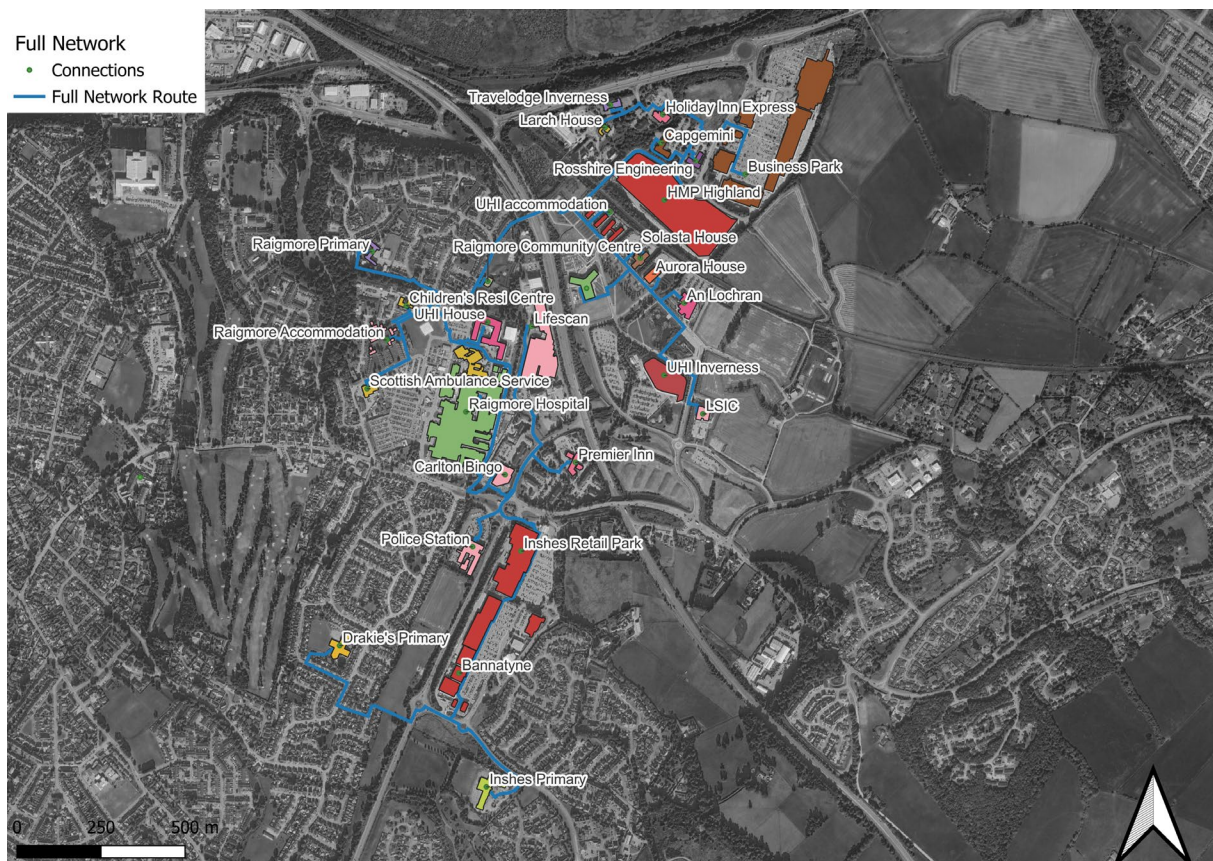 Full Network
Connections
Full Network Route
Travelodge Inverness
Holiday Inn Express
Larch House
Capgemini
Rosshire Engineering
Business Park
HMP Highland
UHI accommodation
Solasta House
Raigmore Primary
Raigmore Community Centre
Aurora House
An Lochran
Children's Resi Centre
UHI House
Lifescan
Raigmore Accommodation
UHI Inverness
Scottish Ambulance Service
Raigmore Hospital
LSIC
Premier Inn
Carlton Bingo
Police Station
Inshes Retail Park
Drakie's Primary
Bannatyne
Inshes Primary
0 250 500 m